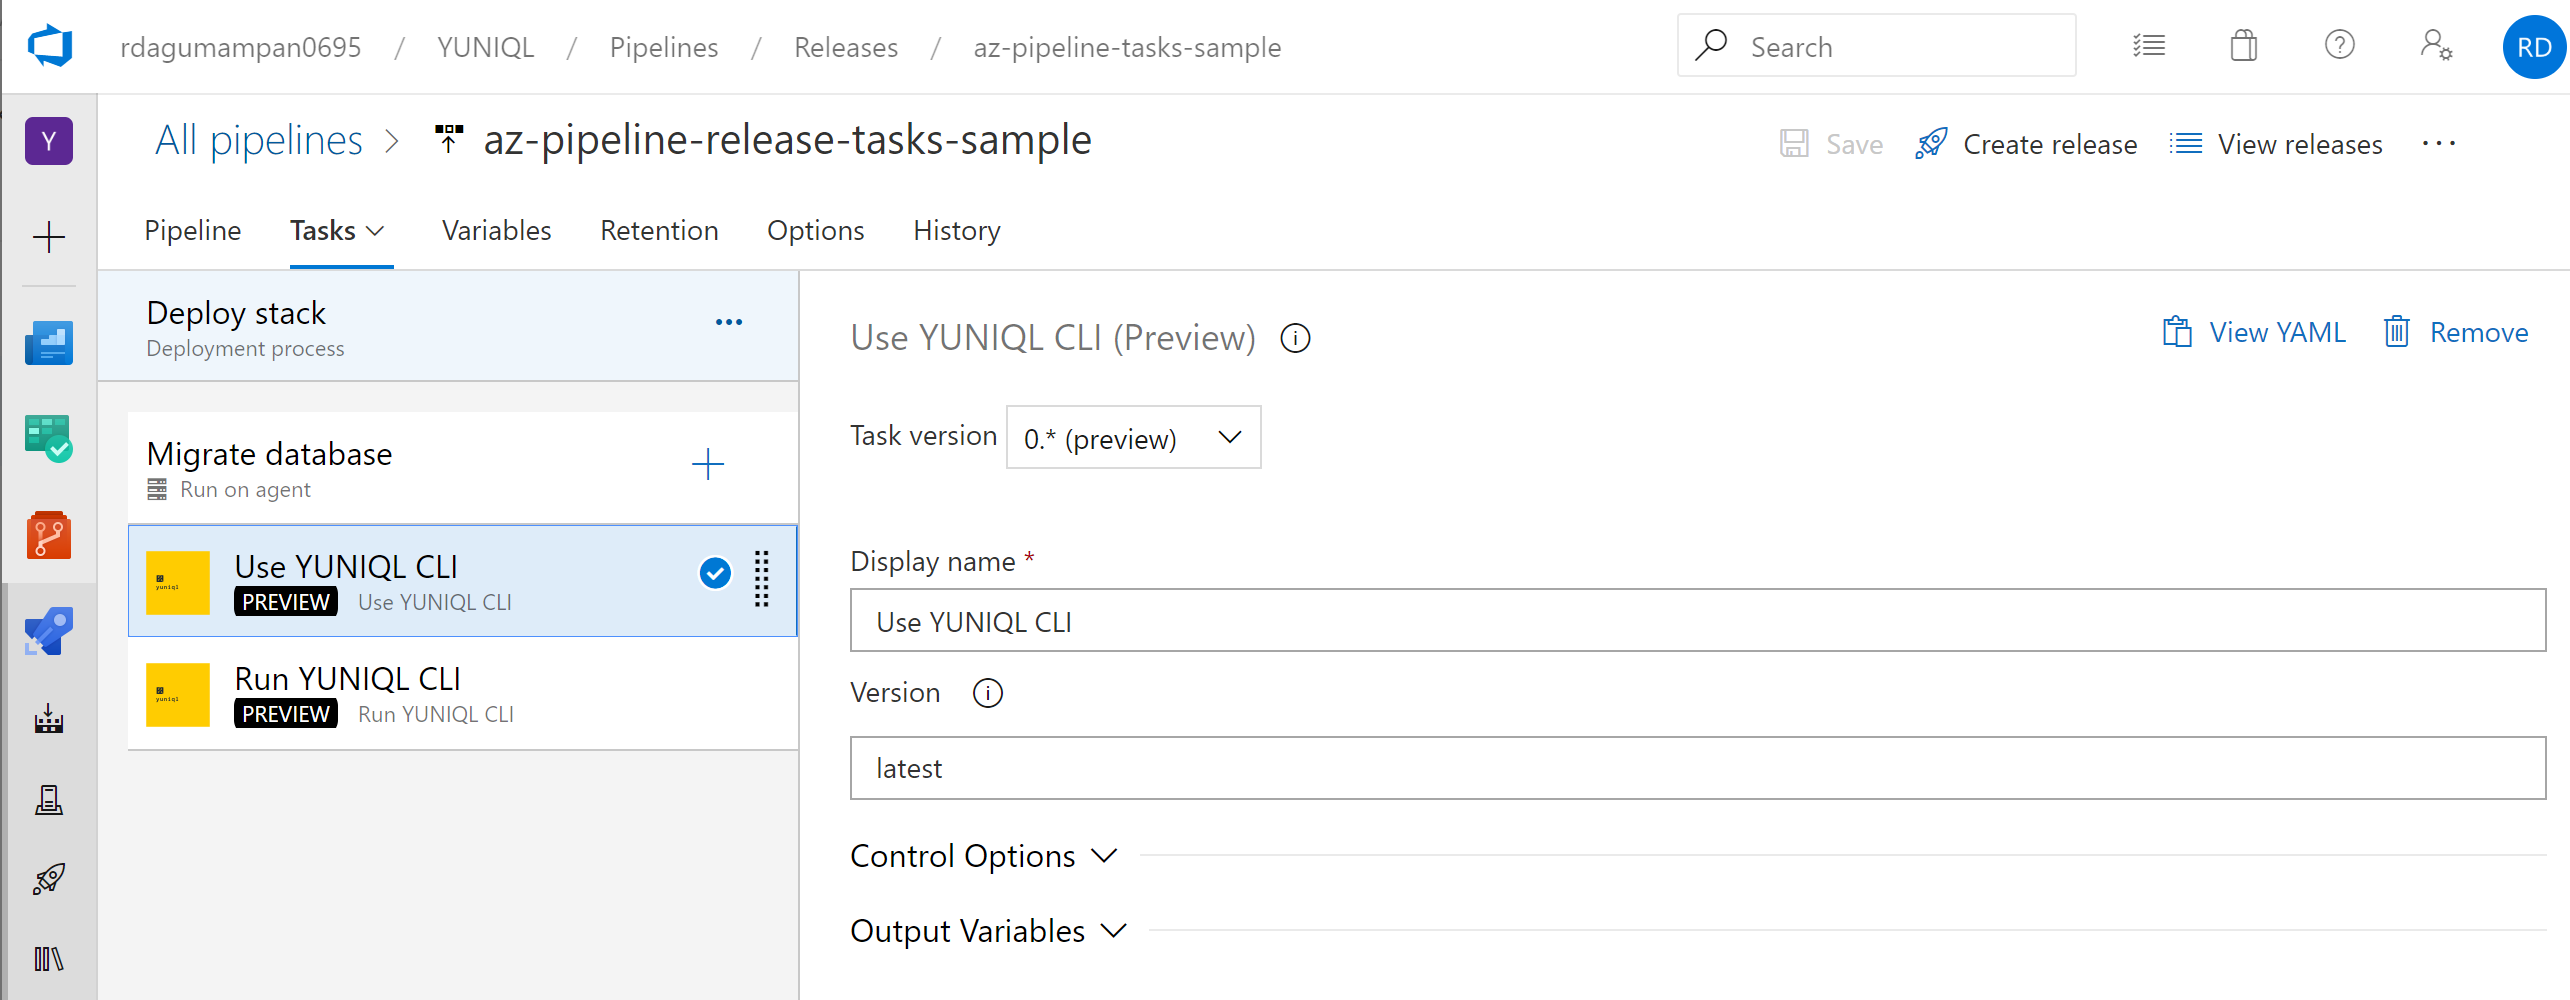 rdagumampan0695 / YUNIQL / Pipelines / Releases / az-pipeline-tasks-sample
Search
RD
Y
All pipelines > az-pipeline-release-tasks-sample
Save
Create release
View releases
...
Pipeline
Tasks
Variables
Retention
Options
History
Deploy stack
Deployment process
Migrate database
Run on agent
Use YUNIQL CLI
PREVIEW Use YUNIQL CLI
yuniql
Run YUNIQL CLI
PREVIEW Run YUNIQL CLI
yuniql
Use YUNIQL CLI (Preview)
View YAML
Remove
Task version 0.* (preview)
Display name *
Use YUNIQL CLI
Version
latest
Control Options
Output Variables